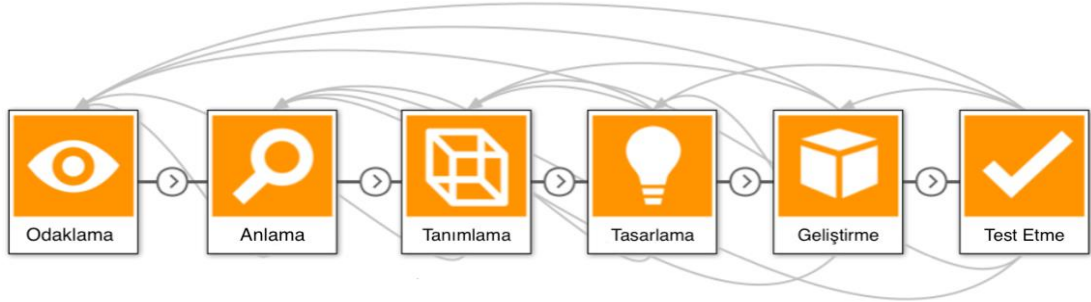 Odaklama
Anlama
Tanımlama
Tasarlama
Geliştirme
Test Etme